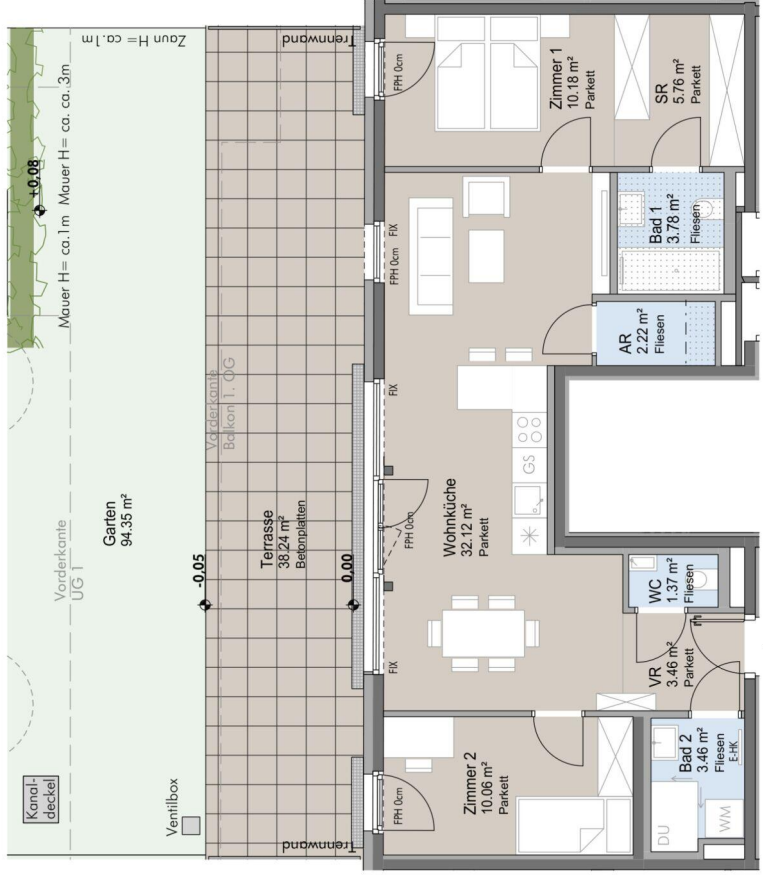 Zaun H = ca.1m
Mauer H= ca.1m Mauer H= ca. ca. 3m
+0,08
Vorderkante
UG 1
Garten
94.35 m²
Kanal-
deckel
Ventilbox
-0,05
Trennwand
Vorderkante
Balkon 1. OG
Terrasse
38.24 m²
Betonplatten
0,00
Trennwand
FPH 0cm
Zimmer 1
10.18 m²
Parkett
SR
5.76 m²
Parkett
FIX
FPH 0cm
Bad 1
3.78 m²
Fliesen
AR
2.22 m²
Fliesen
FIX
GS
FPH 0cm
Wohnküche
32.12 m²
Parkett
FIX
WC
1.37 m²
Fliesen
VR
3.46 m²
Parkett
FPH 0cm
Zimmer 2
10.06 m²
Parkett
Bad 2
3.46 m²
Fliesen
E-HK
DU
WM